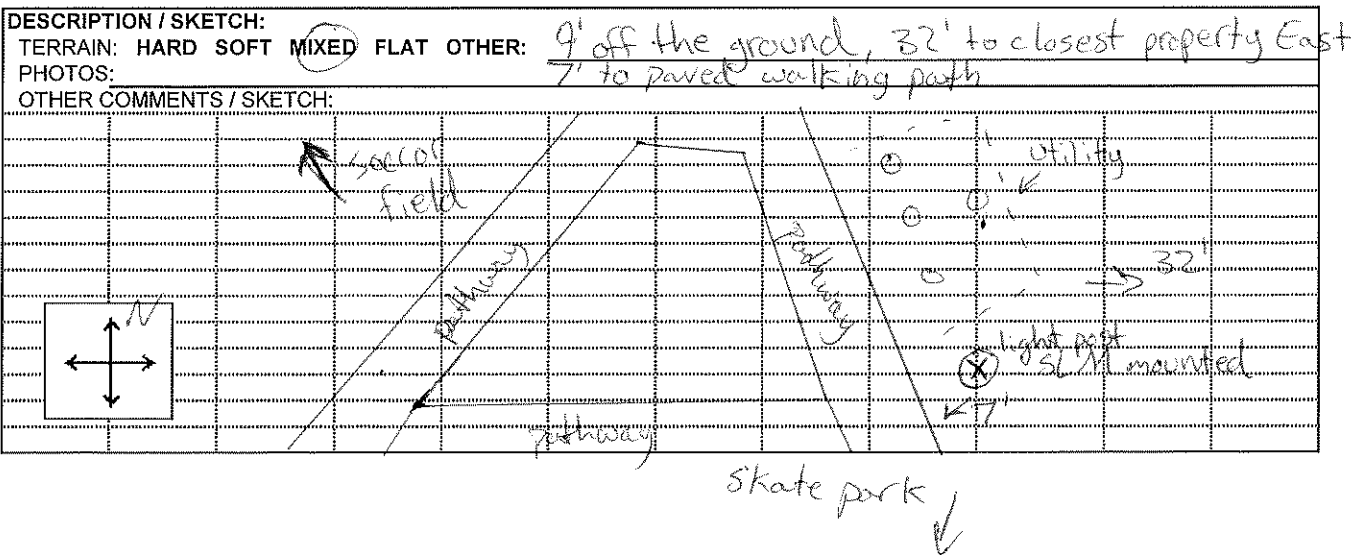 DESCRIPTION / SKETCH:
TERRAIN: HARD SOFT MIXED FLAT OTHER: 9' off the ground, 32' to closest property East
PHOTOS: 7' to paved walking path
OTHER COMMENTS / SKETCH:
soccor
field
utility
pathway
pathway
32'
N
light post
SLM mounted
7'
pathway
skate park